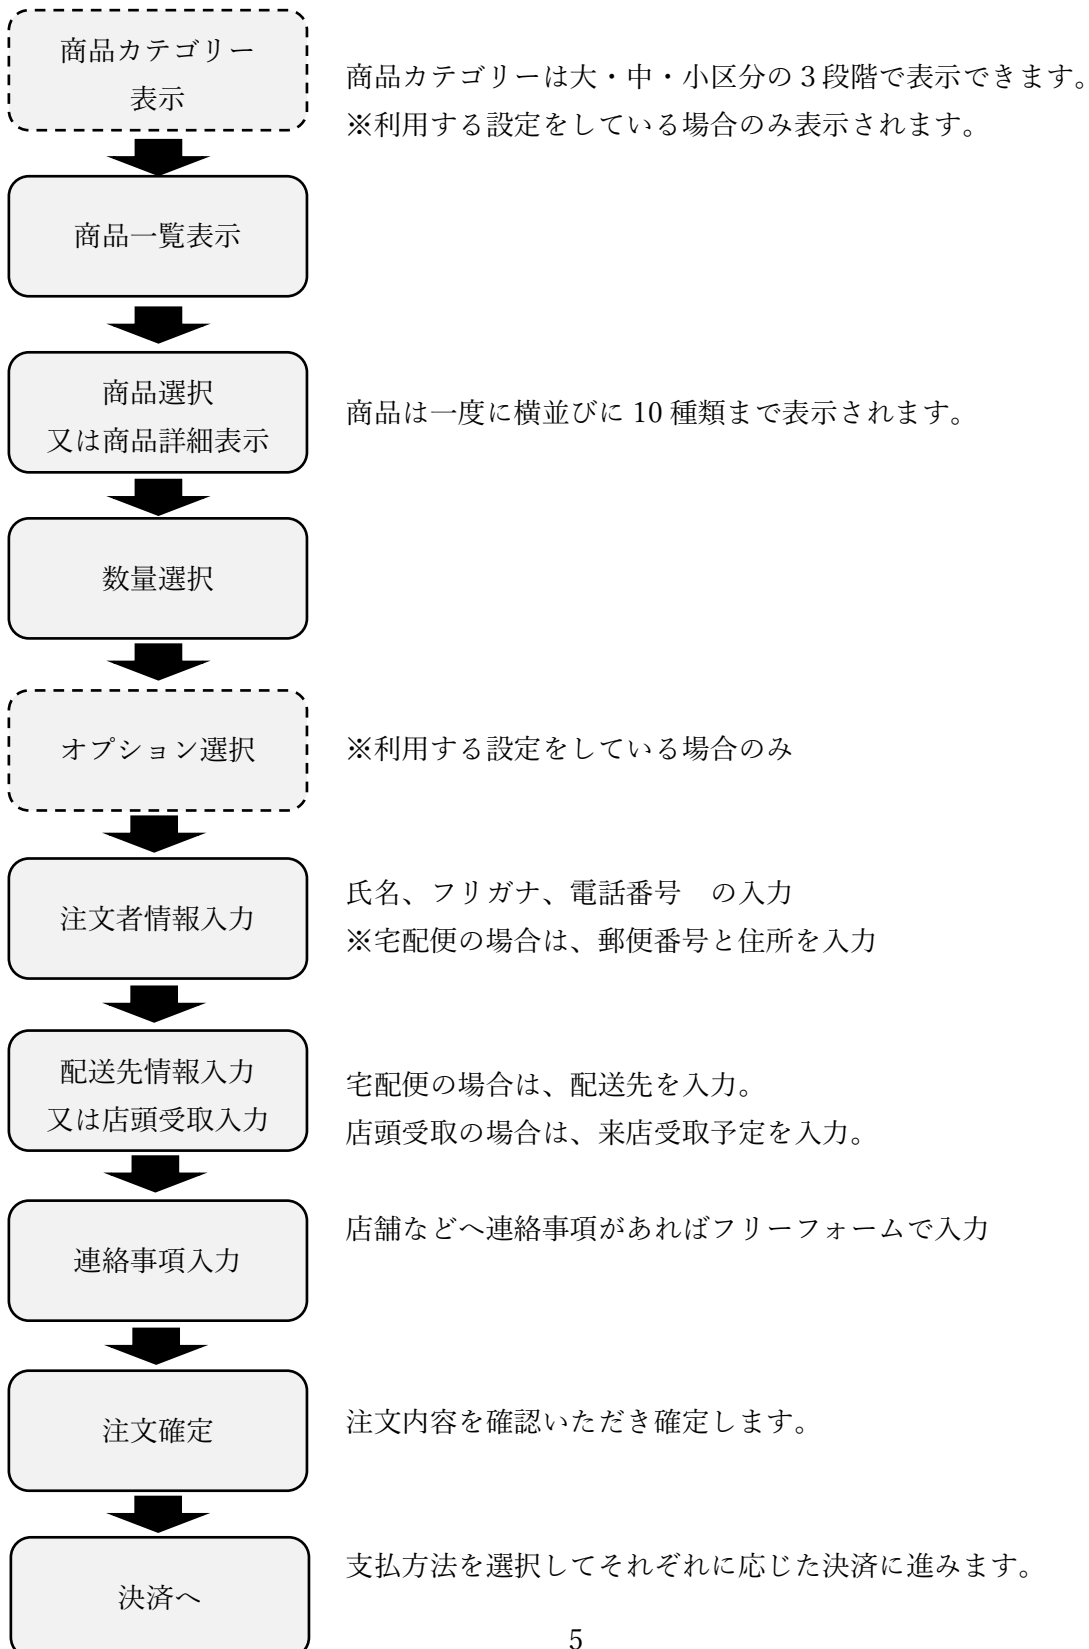 商品カテゴリー
表示
商品カテゴリーは大・中・小区分の3段階で表示できます。
※利用する設定をしている場合のみ表示されます。
商品一覧表示
商品選択
又は商品詳細表示
商品は一度に横並びに 10 種類まで表示されます。
数量選択
オプション選択
※利用する設定をしている場合のみ
注文者情報入力
氏名、フリガナ、電話番号　の入力
※宅配便の場合は、郵便番号と住所を入力
配送先情報入力
又は店頭受取入力
宅配便の場合は、配送先を入力。
店頭受取の場合は、来店受取予定を入力。
連絡事項入力
店舗などへ連絡事項があればフリーフォームで入力
注文確定
注文内容を確認いただき確定します。
決済へ
支払方法を選択してそれぞれに応じた決済に進みます。
5